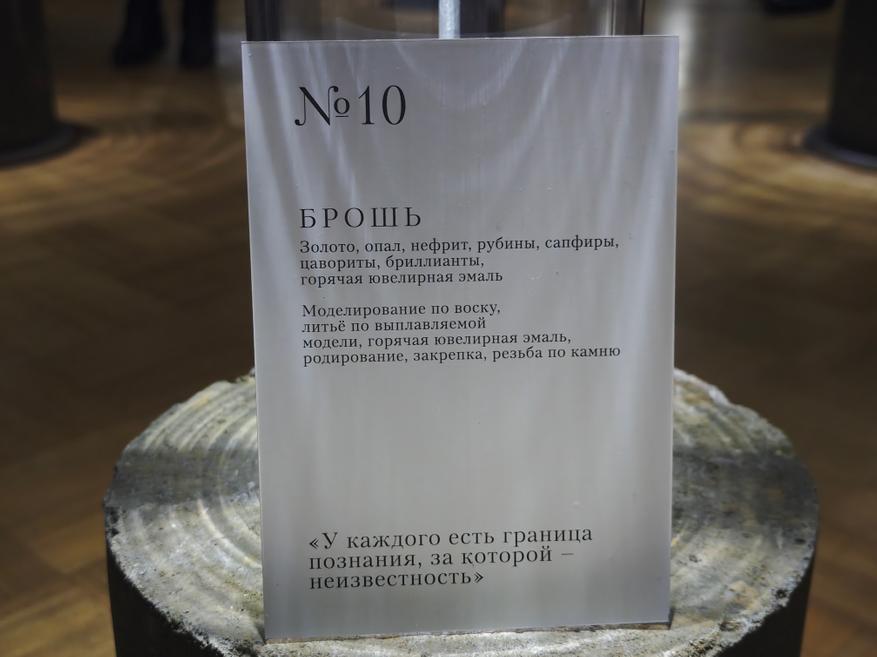 №10
БРОШЬ
Золото, опал, нефрит, рубины, сапфиры,
цавориты, бриллианты,
горячая ювелирная эмаль
Моделирование по воску,
литьё по выплавляемой
модели, горячая ювелирная эмаль,
родирование, закрепка, резьба по камню
«У каждого есть граница
познания, за которой –
неизвестность»